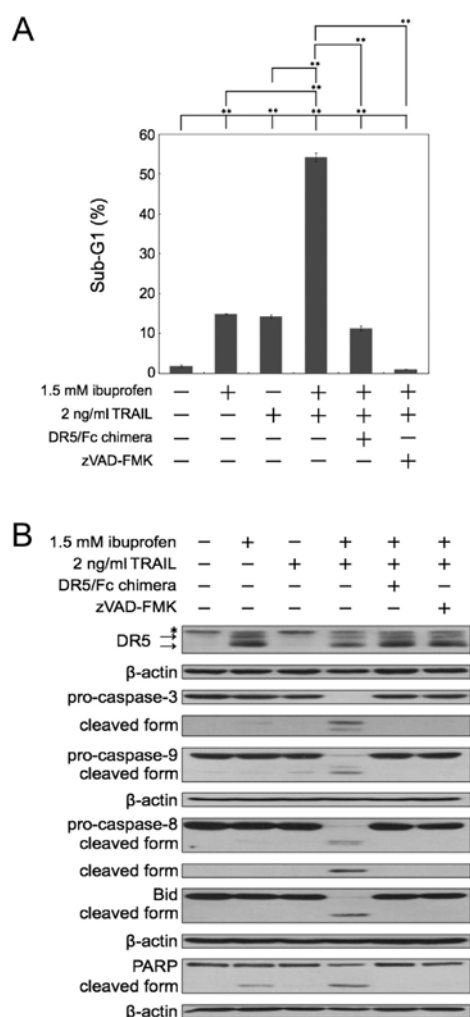 A
** ** ** **
** ** ** ** **
Sub-G1 (%)
60
50
40
30
20
10
0
1.5 mM ibuprofen — + — + + +
2 ng/ml TRAIL — — + + + +
DR5/Fc chimera — — — — + —
zVAD-FMK — — — — — +
B
1.5 mM ibuprofen — + — + + +
2 ng/ml TRAIL — — + + + +
DR5/Fc chimera — — — — + —
zVAD-FMK — — — — — +
*
DR5 → →
β-actin
pro-caspase-3
cleaved form
pro-caspase-9
cleaved form
β-actin
pro-caspase-8
cleaved form
cleaved form
Bid
cleaved form
β-actin
PARP
cleaved form
β-actin